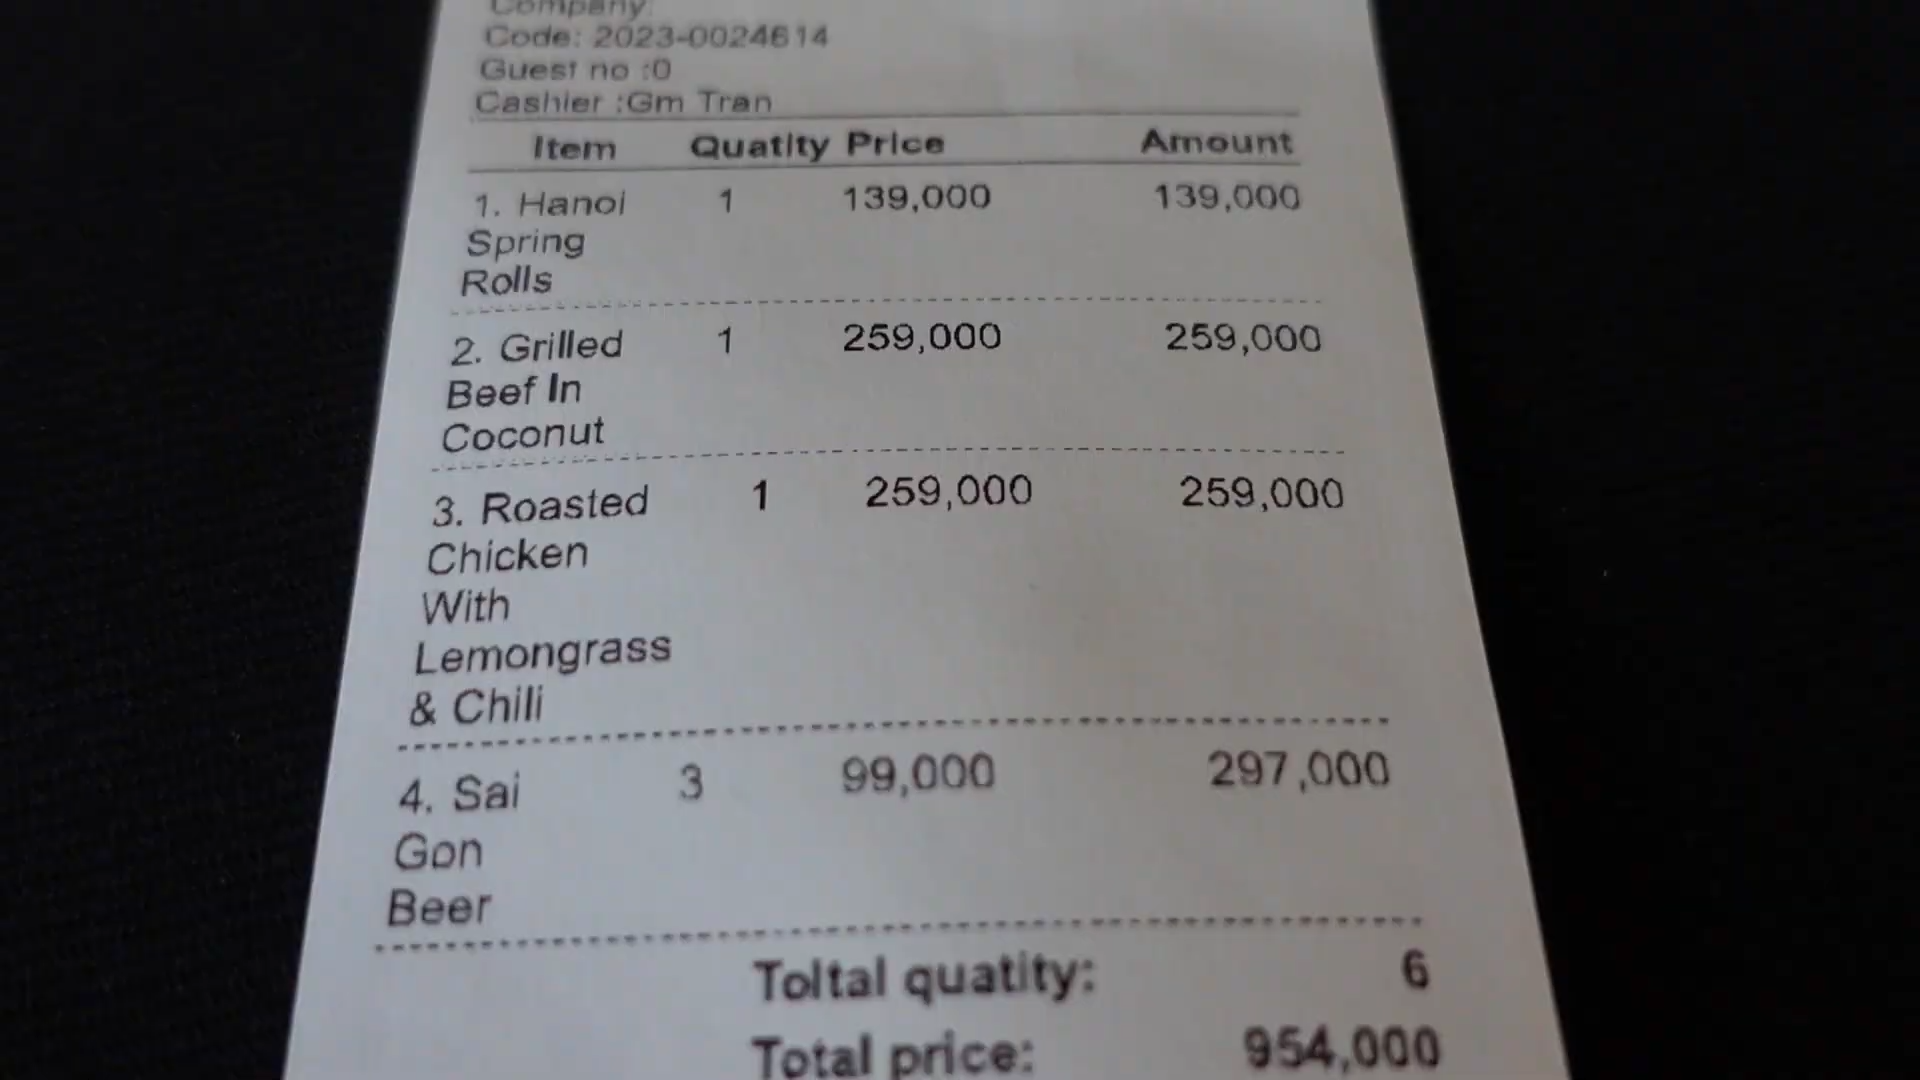 Company:
Code: 2023-0024614
Guest no :0
Cashier :Gm Tran
Item Quatity Price Amount
1. Hanoi 1 139,000 139,000
Spring
Rolls
2. Grilled 1 259,000 259,000
Beef In
Coconut
3. Roasted 1 259,000 259,000
Chicken
With
Lemongrass
& Chili
4. Sai 3 99,000 297,000
Gon
Beer
Toltal quatity: 6
Total price: 954,000